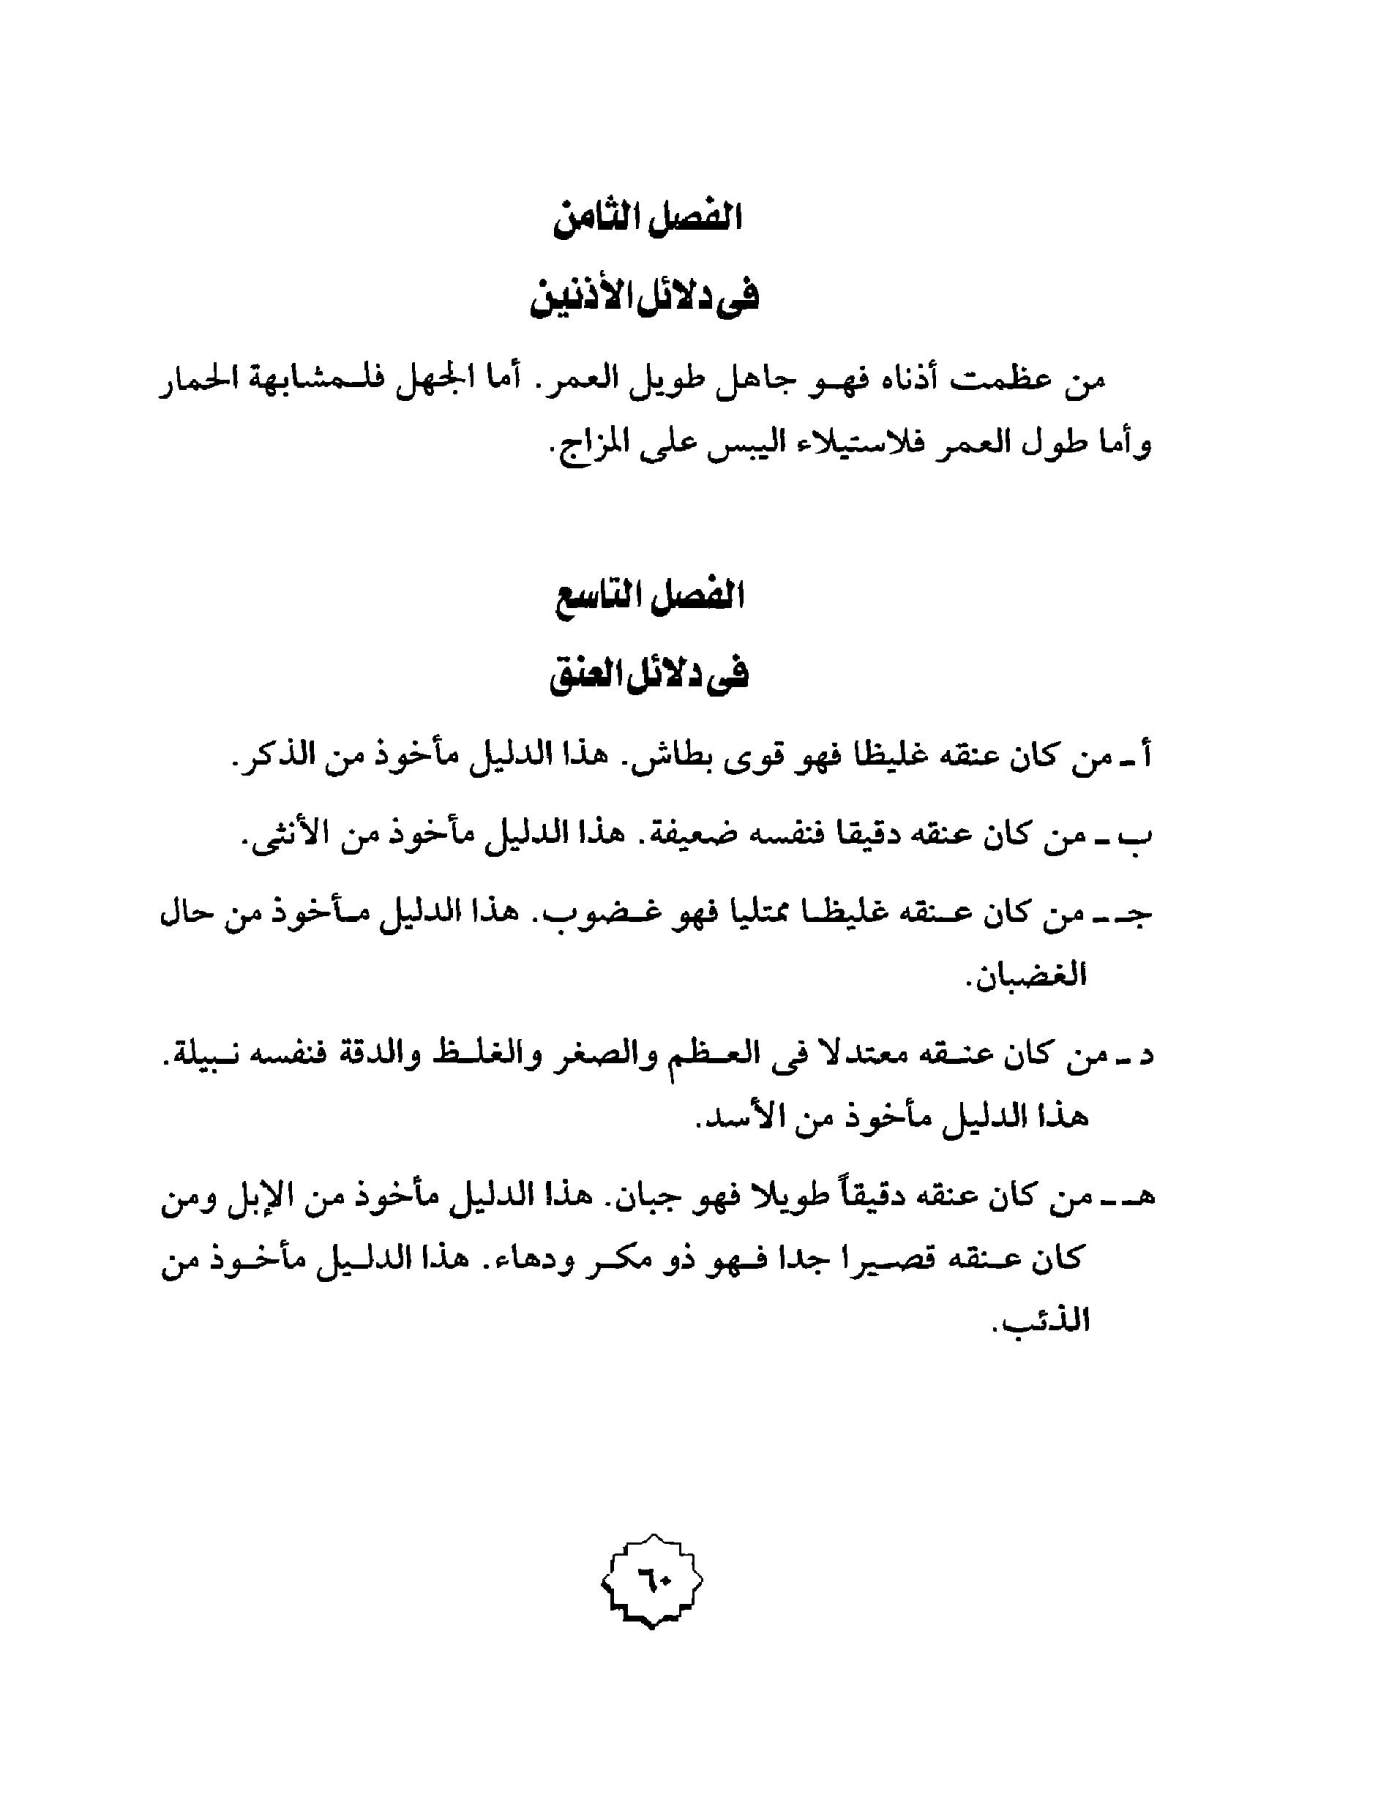 الفصل الثامن
فى دلائل الأذنين
من عظمت أذناه فهو جاهل طويل العمر. أما الجهل فلمشابهة الحمار
وأما طول العمر فلاستيلاء اليبس على المزاج.
الفصل التاسع
فى دلائل العنق
أ ـ من كان عنقه غليظا فهو قوى بطاش. هذا الدليل مأخوذ من الذكر.
ب ـ من كان عنقه دقيقا فنفسه ضعيفة. هذا الدليل مأخوذ من الأنثى.
جـ ـ من كان عنقه غليظا ممتليا فهو غضوب. هذا الدليل مأخوذ من حال
الغضبان.
د ـ من كان عنقه معتدلا فى العظم والصغر والغلظ والدقة فنفسه نبيلة.
هذا الدليل مأخوذ من الأسد.
هـ ـ من كان عنقه دقيقاً طويلا فهو جبان. هذا الدليل مأخوذ من الإبل ومن
كان عنقه قصيرا جدا فهو ذو مكر ودهاء. هذا الدليل مأخوذ من
الذئب.
٦٠